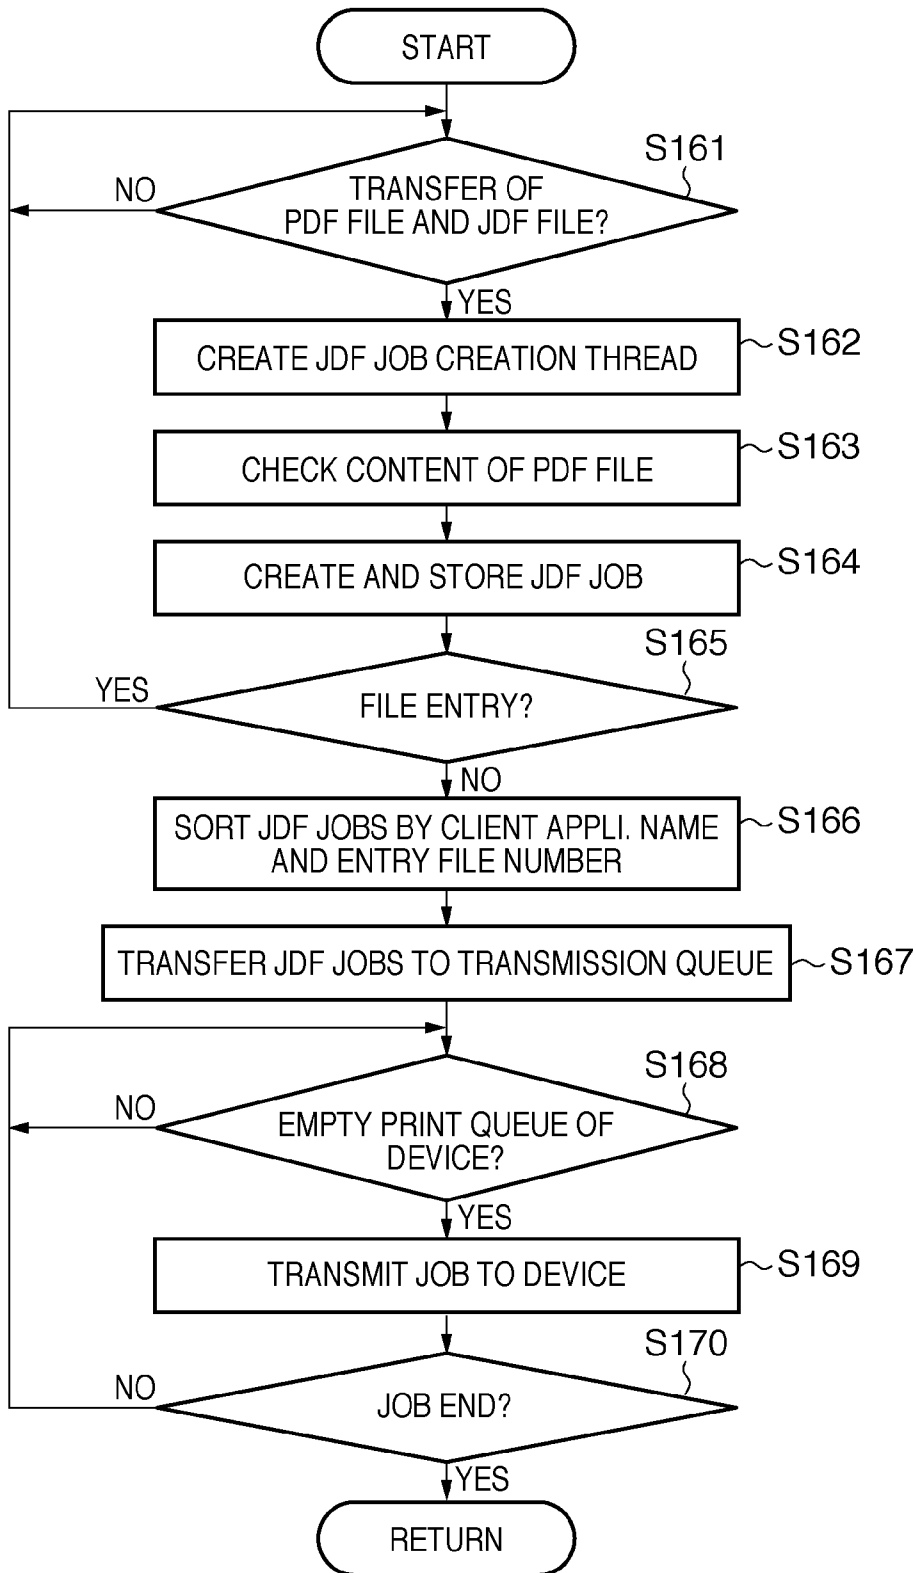 START
S161
NO
TRANSFER OF
PDF FILE AND JDF FILE?
YES
CREATE JDF JOB CREATION THREAD
S162
CHECK CONTENT OF PDF FILE
S163
CREATE AND STORE JDF JOB
S164
S165
YES
FILE ENTRY?
NO
SORT JDF JOBS BY CLIENT APPLI. NAME
AND ENTRY FILE NUMBER
S166
TRANSFER JDF JOBS TO TRANSMISSION QUEUE
S167
S168
NO
EMPTY PRINT QUEUE OF
DEVICE?
YES
TRANSMIT JOB TO DEVICE
S169
S170
NO
JOB END?
YES
RETURN